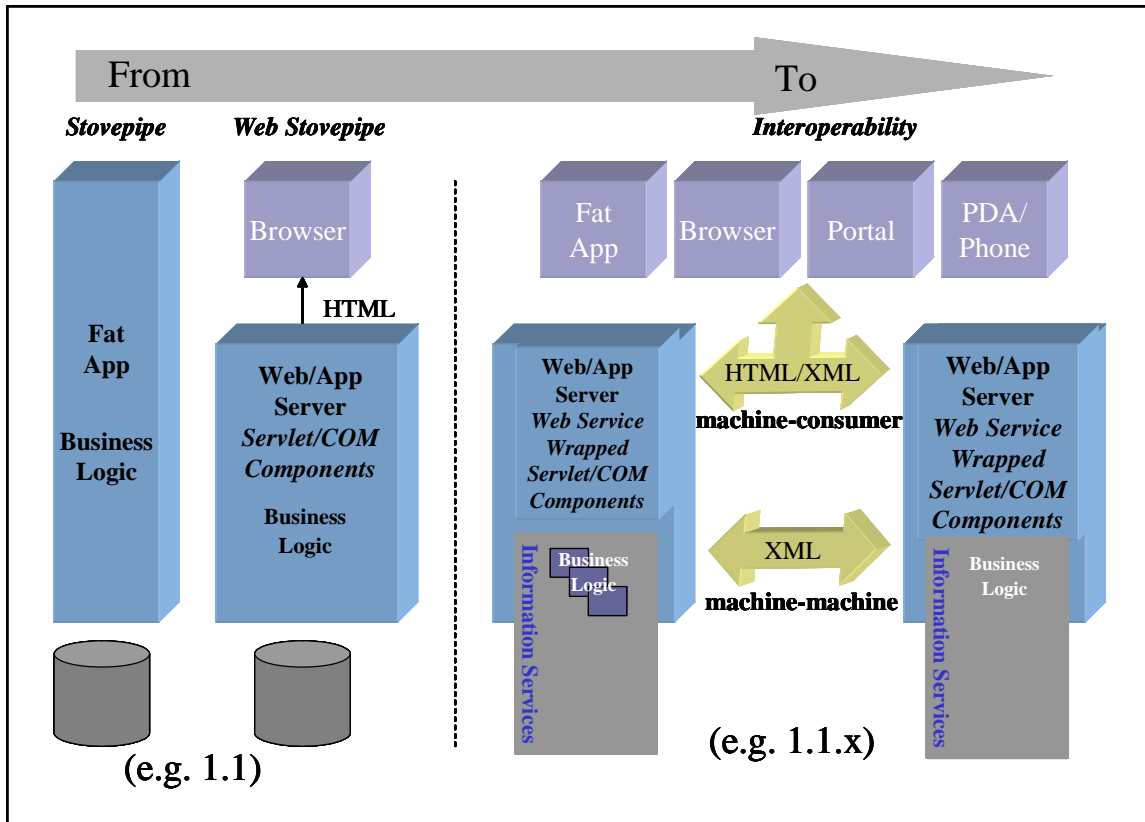 From
To
Stovepipe
Web Stovepipe
Interoperability
Fat
App
Business
Logic
Browser
HTML
Web/App
Server
Servlet/COM
Components
Business
Logic
(e.g. 1.1)
Fat
App
Browser
Portal
PDA/
Phone
Web/App
Server
Web Service
Wrapped
Servlet/COM
Components
Information Services
Business
Logic
HTML/XML
machine-consumer
XML
machine-machine
(e.g. 1.1.x)
Web/App
Server
Web Service
Wrapped
Servlet/COM
Components
Information Services
Business
Logic